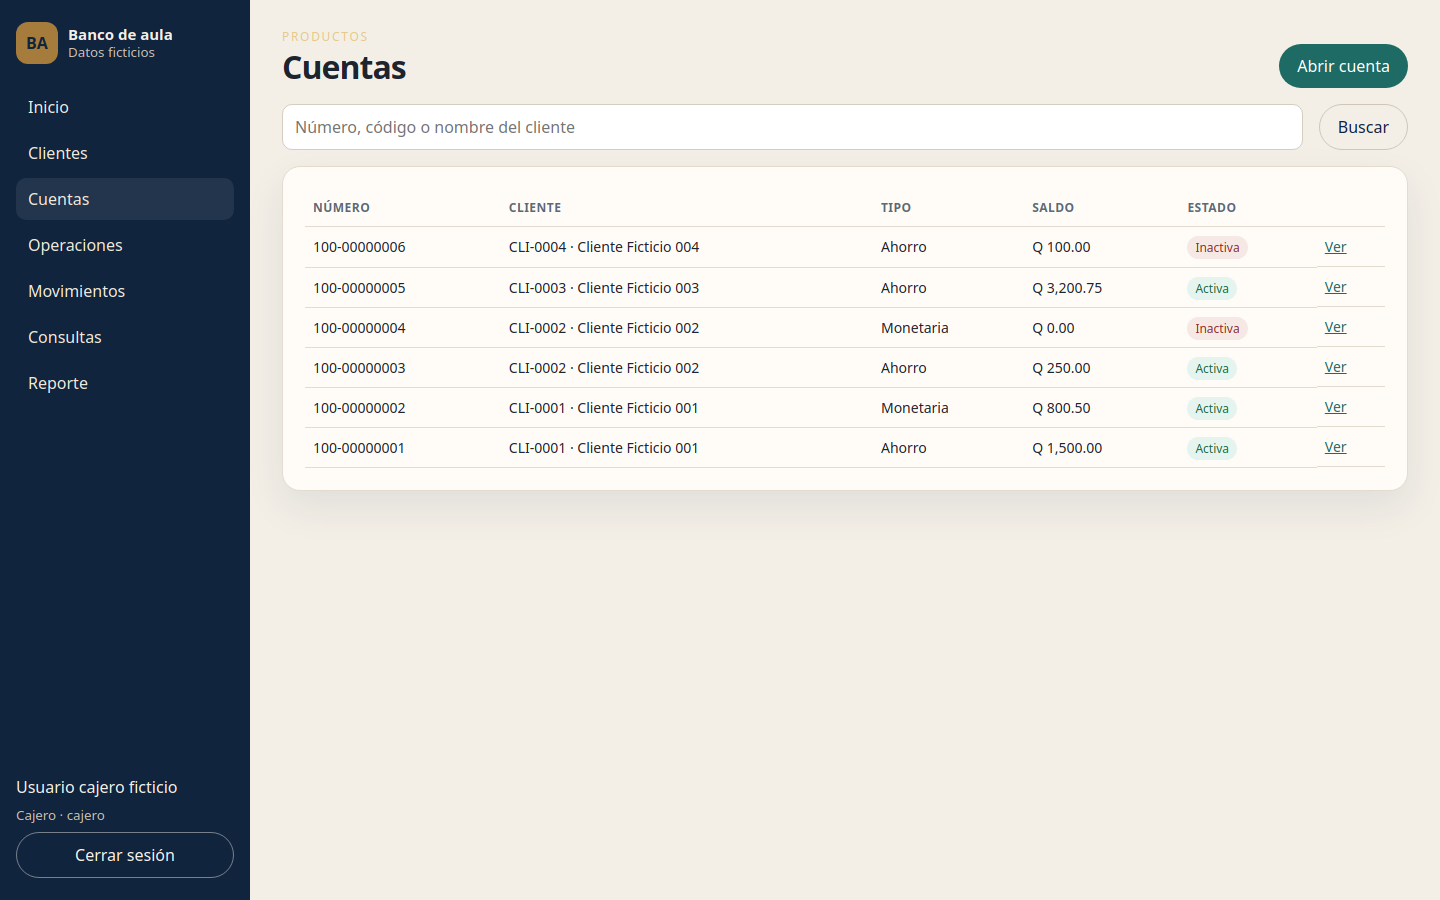 BA
Banco de aula
Datos ficticios
Inicio
Clientes
Cuentas
Operaciones
Movimientos
Consultas
Reporte
Usuario cajero ficticio
Cajero · cajero
Cerrar sesión
PRODUCTOS
Cuentas
Abrir cuenta
Número, código o nombre del cliente
Buscar
NÚMERO CLIENTE TIPO SALDO ESTADO
100-00000006 CLI-0004 · Cliente Ficticio 004 Ahorro Q 100.00 Inactiva Ver
100-00000005 CLI-0003 · Cliente Ficticio 003 Ahorro Q 3,200.75 Activa Ver
100-00000004 CLI-0002 · Cliente Ficticio 002 Monetaria Q 0.00 Inactiva Ver
100-00000003 CLI-0002 · Cliente Ficticio 002 Ahorro Q 250.00 Activa Ver
100-00000002 CLI-0001 · Cliente Ficticio 001 Monetaria Q 800.50 Activa Ver
100-00000001 CLI-0001 · Cliente Ficticio 001 Ahorro Q 1,500.00 Activa Ver